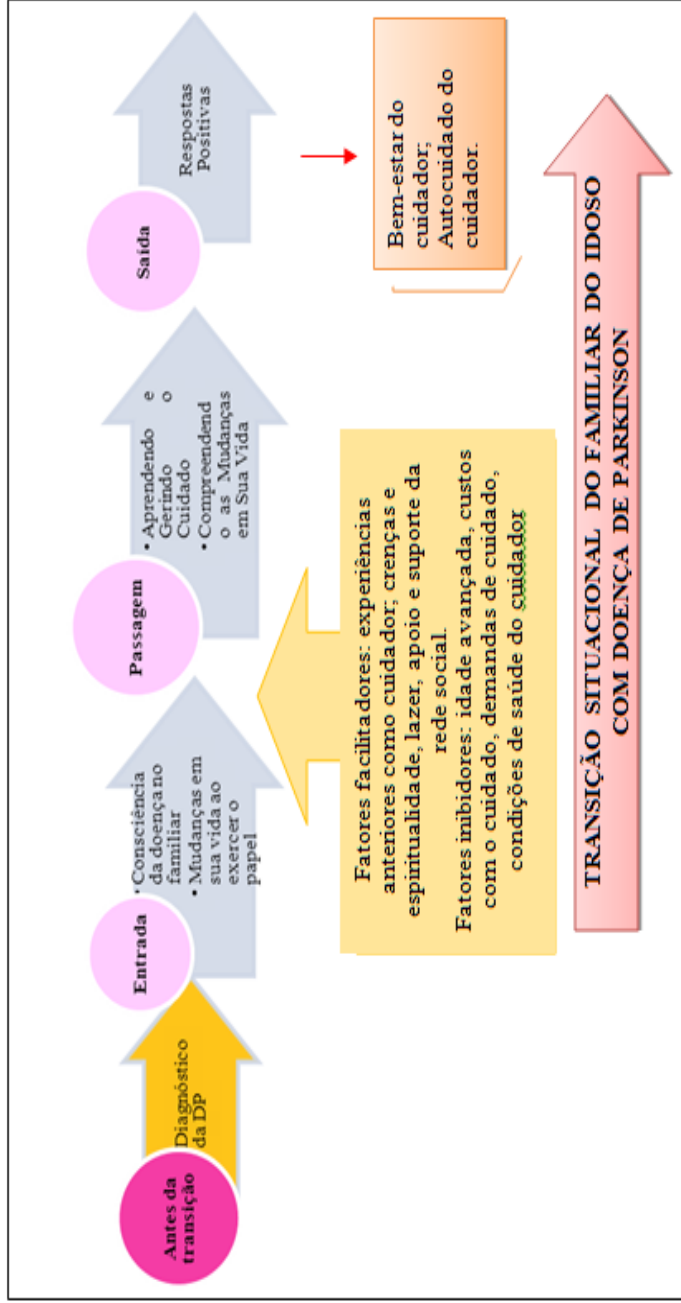 Antes da
transição
Diagnóstico
da DP
Entrada
• Consciência
da doença no
familiar
• Mudanças em
sua vida ao
exercer o
papel
Passagem
• Aprendendo e
Gerindo o
Cuidado
• Compreendend
o as Mudanças
em Sua Vida
Saída
Respostas
Positivas
Fatores facilitadores: experiências
anteriores como cuidador; crenças e
espiritualidade, lazer, apoio e suporte da
rede social.
Fatores inibidores: idade avançada, custos
com o cuidado, demandas de cuidado,
condições de saúde do cuidador
Bem-estar do
cuidador;
Autocuidado do
cuidador.
TRANSIÇÃO SITUACIONAL DO FAMILIAR DO IDOSO
COM DOENÇA DE PARKINSON